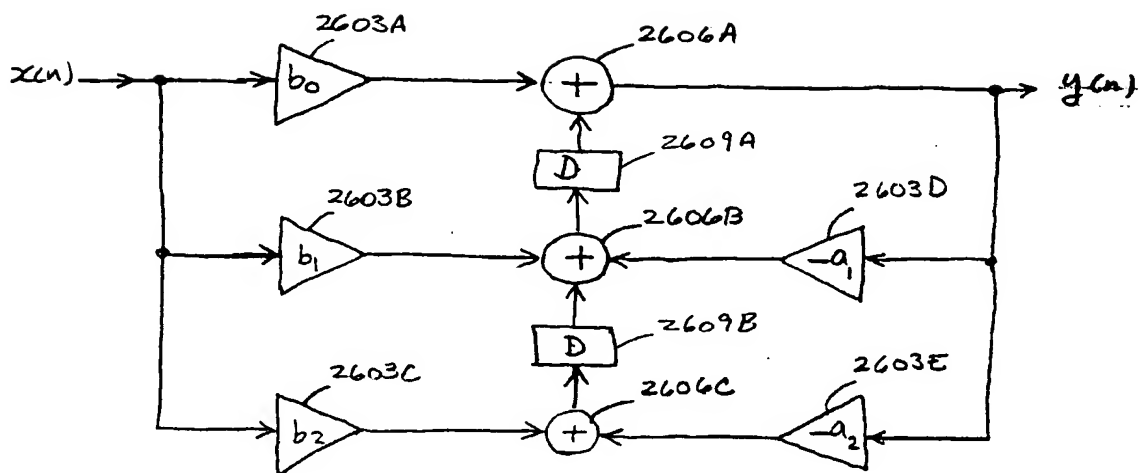 2603A
2606A
x(n)
b0
+
y(n)
2609A
D
2603B
2606B
2603D
b1
+
-a1
2609B
D
2603C
2606C
2603E
b2
+
-a2